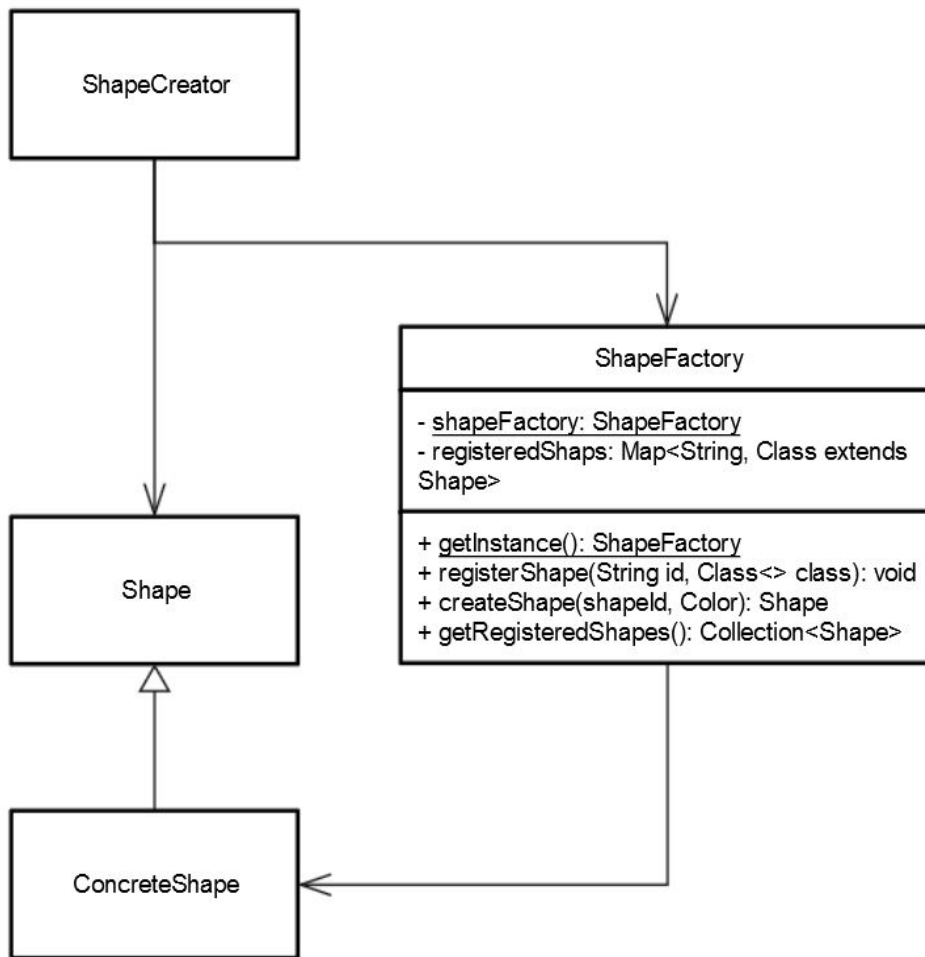 ShapeCreator
ShapeFactory
- shapeFactory: ShapeFactory
- registeredShaps: Map<String, Class extends
Shape>
+ getInstance(): ShapeFactory
+ registerShape(String id, Class<> class): void
+ createShape(shapeId, Color): Shape
+ getRegisteredShapes(): Collection<Shape>
Shape
ConcreteShape